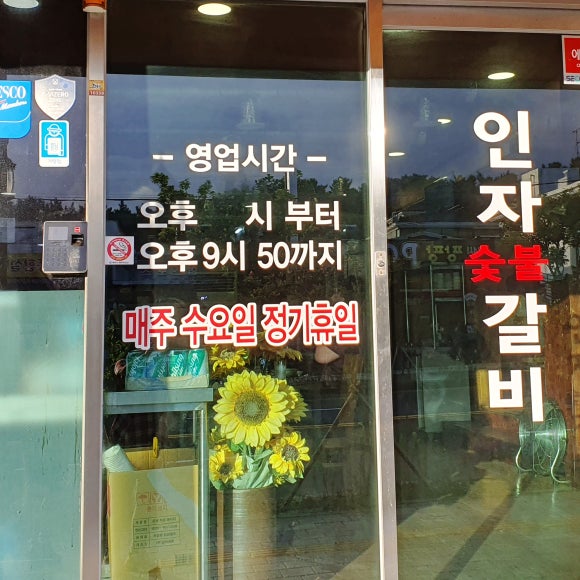 - 영업시간 -
오후 시 부터
오후 9시 50까지
매주 수요일 정기휴일
인자
숯불
갈비